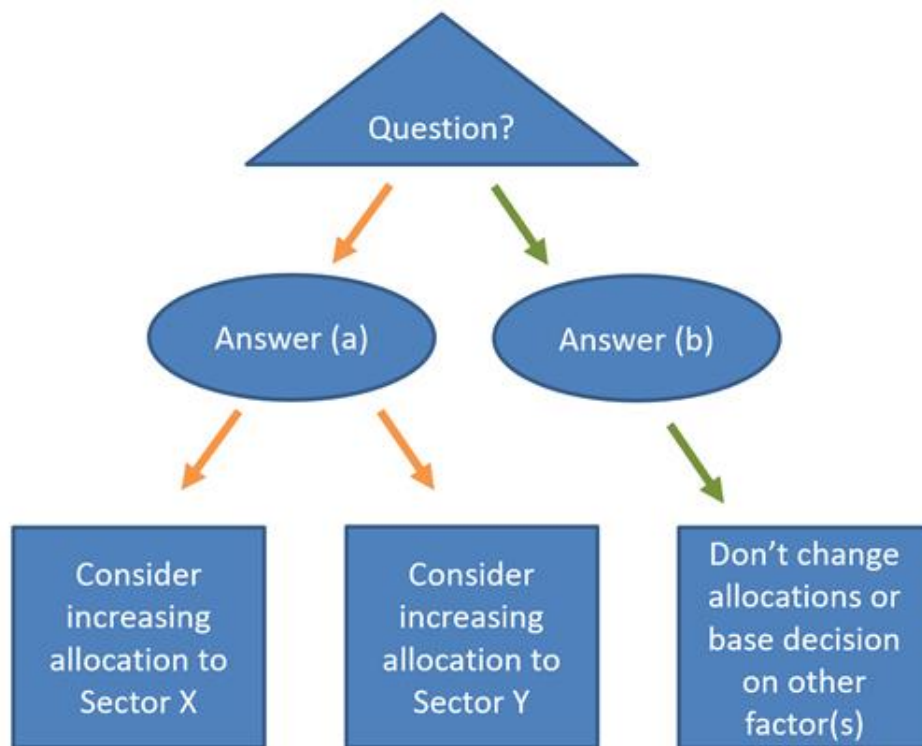 Question?
Answer (a)
Answer (b)
Consider
increasing
allocation to
Sector X
Consider
increasing
allocation to
Sector Y
Don’t change
allocations or
base decision
on other
factor(s)